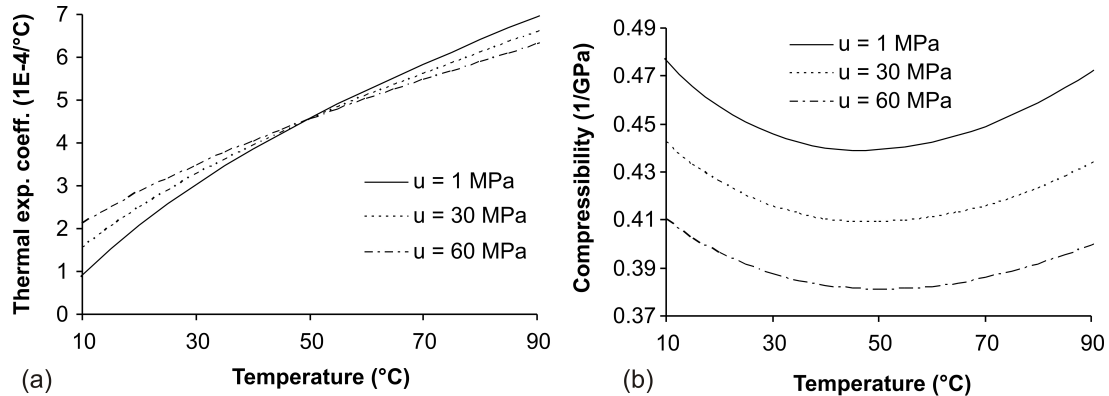 Thermal exp. coeff. (1E-4/°C)
7
6
5
4
3
2
1
0
10
30
50
70
90
u = 1 MPa
u = 30 MPa
u = 60 MPa
Temperature (°C)
(a)
Compressibility (1/GPa)
0.49
0.47
0.45
0.43
0.41
0.39
0.37
10
30
50
70
90
u = 1 MPa
u = 30 MPa
u = 60 MPa
Temperature (°C)
(b)